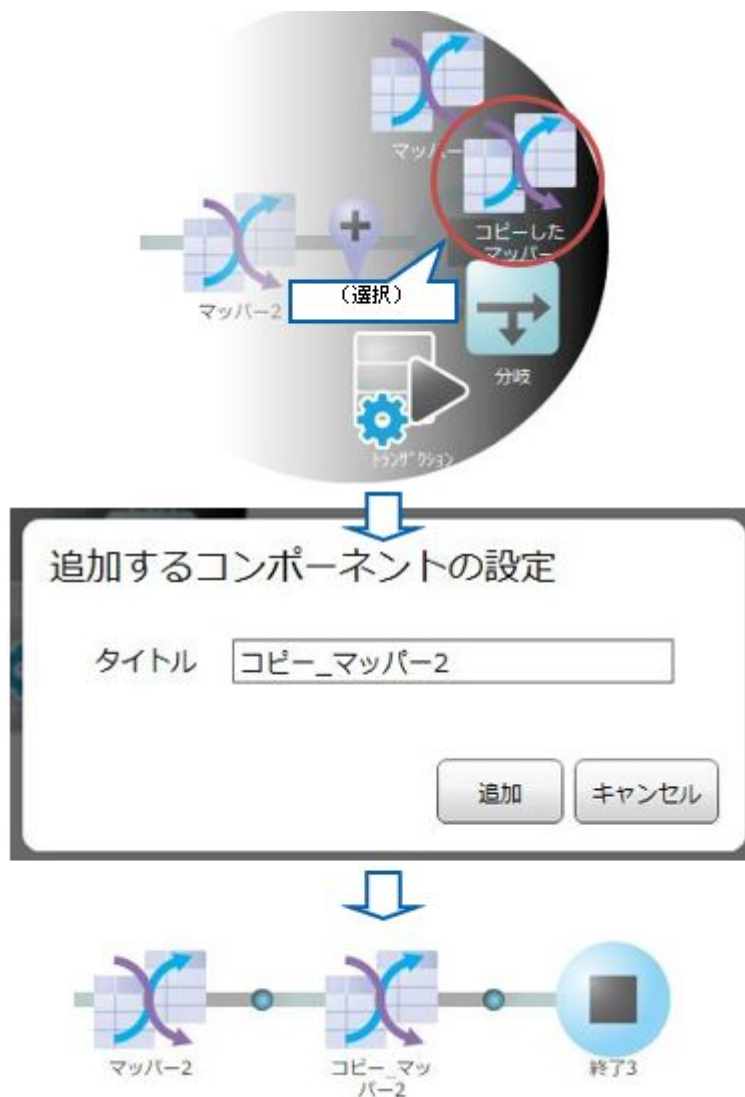 マッパー
コピーした
マッパー
マッパー2
（選択）
分岐
ﾄﾗﾝｻﾞｸｼｮﾝ
追加するコンポーネントの設定
タイトル
コピー_マッパー2
追加
キャンセル
マッパー2
コピー_マッ
パー2
終了3